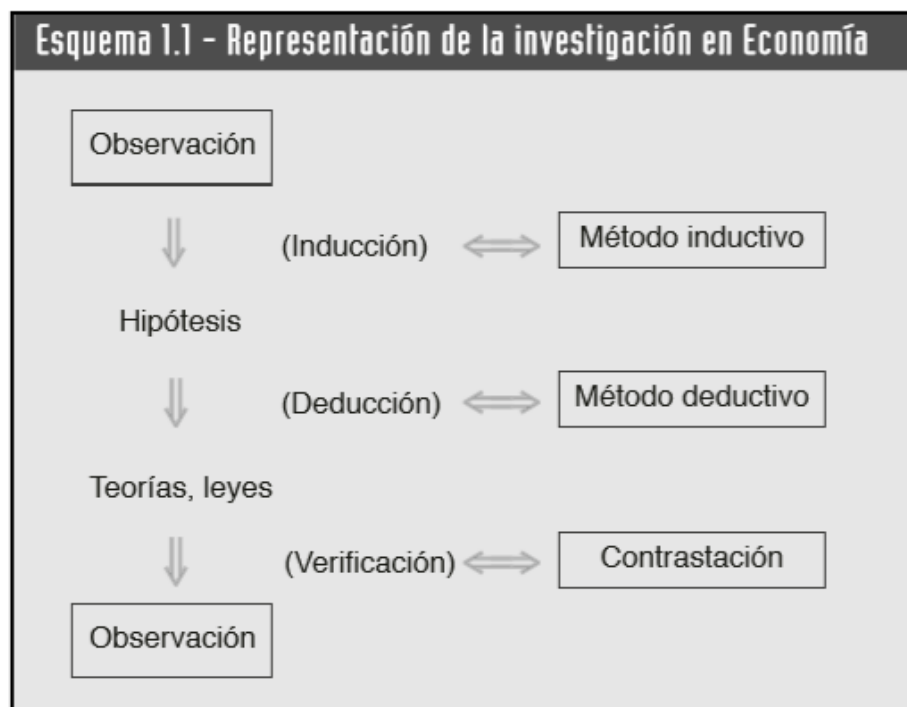 Esquema 1.1 - Representación de la investigación en Economía
Observación
(Inducción)
Método inductivo
Hipótesis
(Deducción)
Método deductivo
Teorías, leyes
(Verificación)
Contrastación
Observación